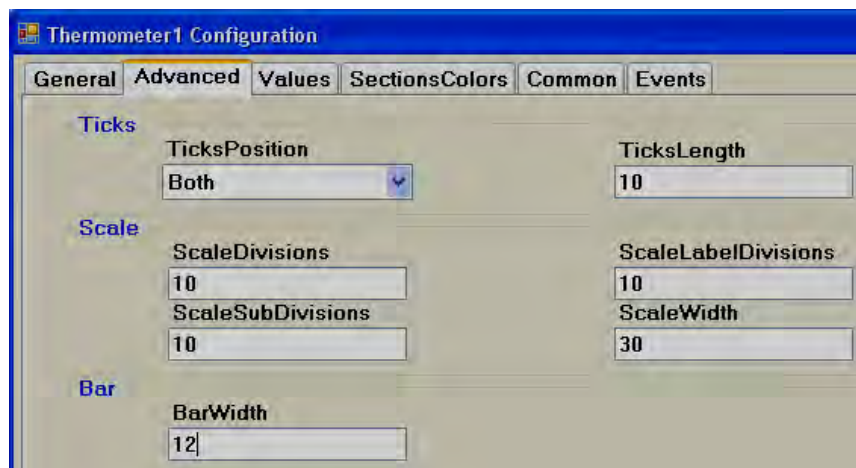 Thermometer1 Configuration
General Advanced Values SectionsColors Common Events
Ticks
TicksPosition TicksLength
Both 10
Scale
ScaleDivisions ScaleLabelDivisions
10 10
ScaleSubDivisions ScaleWidth
10 30
Bar
BarWidth
12